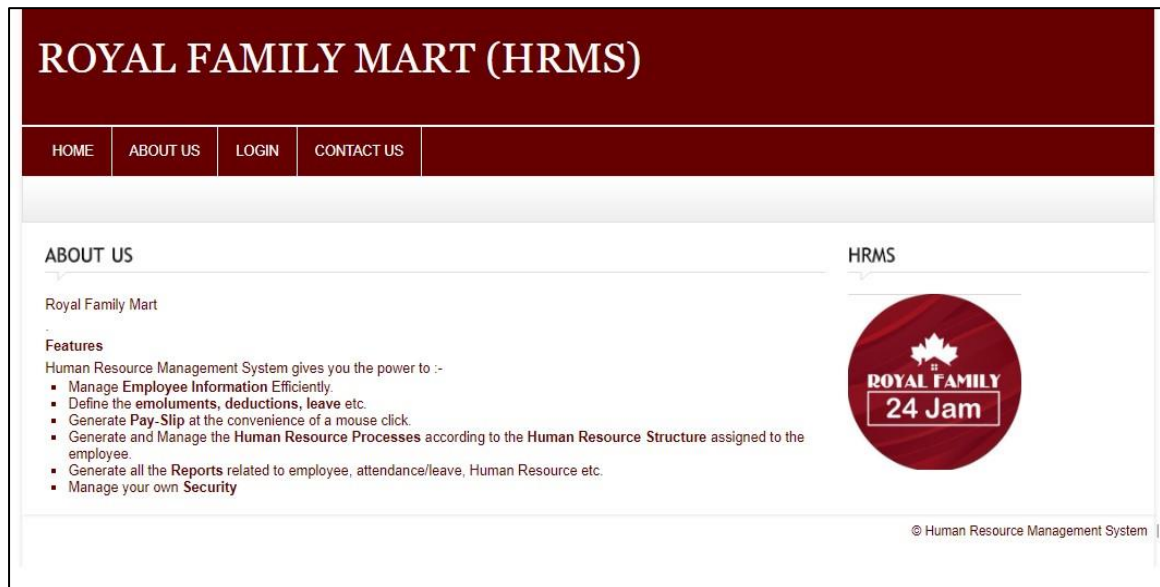 ROYAL FAMILY MART (HRMS)
HOME ABOUT US LOGIN CONTACT US
ABOUT US
Royal Family Mart
.
Features
Human Resource Management System gives you the power to :-
▪ Manage Employee Information Efficiently.
▪ Define the emoluments, deductions, leave etc.
▪ Generate Pay-Slip at the convenience of a mouse click.
▪ Generate and Manage the Human Resource Processes according to the Human Resource Structure assigned to the
employee.
▪ Generate all the Reports related to employee, attendance/leave, Human Resource etc.
▪ Manage your own Security
HRMS
ROYAL FAMILY
24 Jam
© Human Resource Management System |